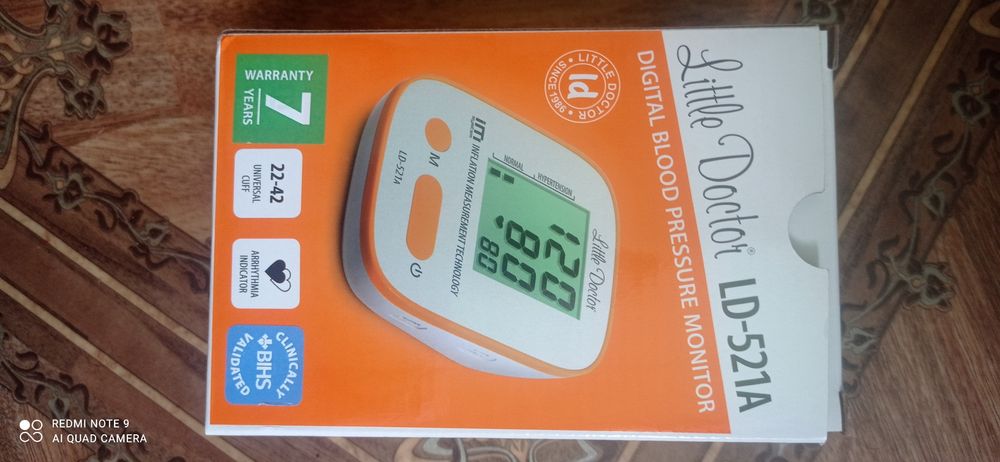 Little Doctor® LD-521A
DIGITAL BLOOD PRESSURE MONITOR
LITTLE DOCTOR
ld
SINCE 1986
Little Doctor
NORMAL
HYPERTENSION
120
80
80
im
INFLATION MEASUREMENT TECHNOLOGY
M
LD-521A
WARRANTY
7
YEARS
22-42
UNIVERSAL
CUFF
ARRHYTHMIA
INDICATOR
CLINICALLY
BIHS
VALIDATED
REDMI NOTE 9
AI QUAD CAMERA